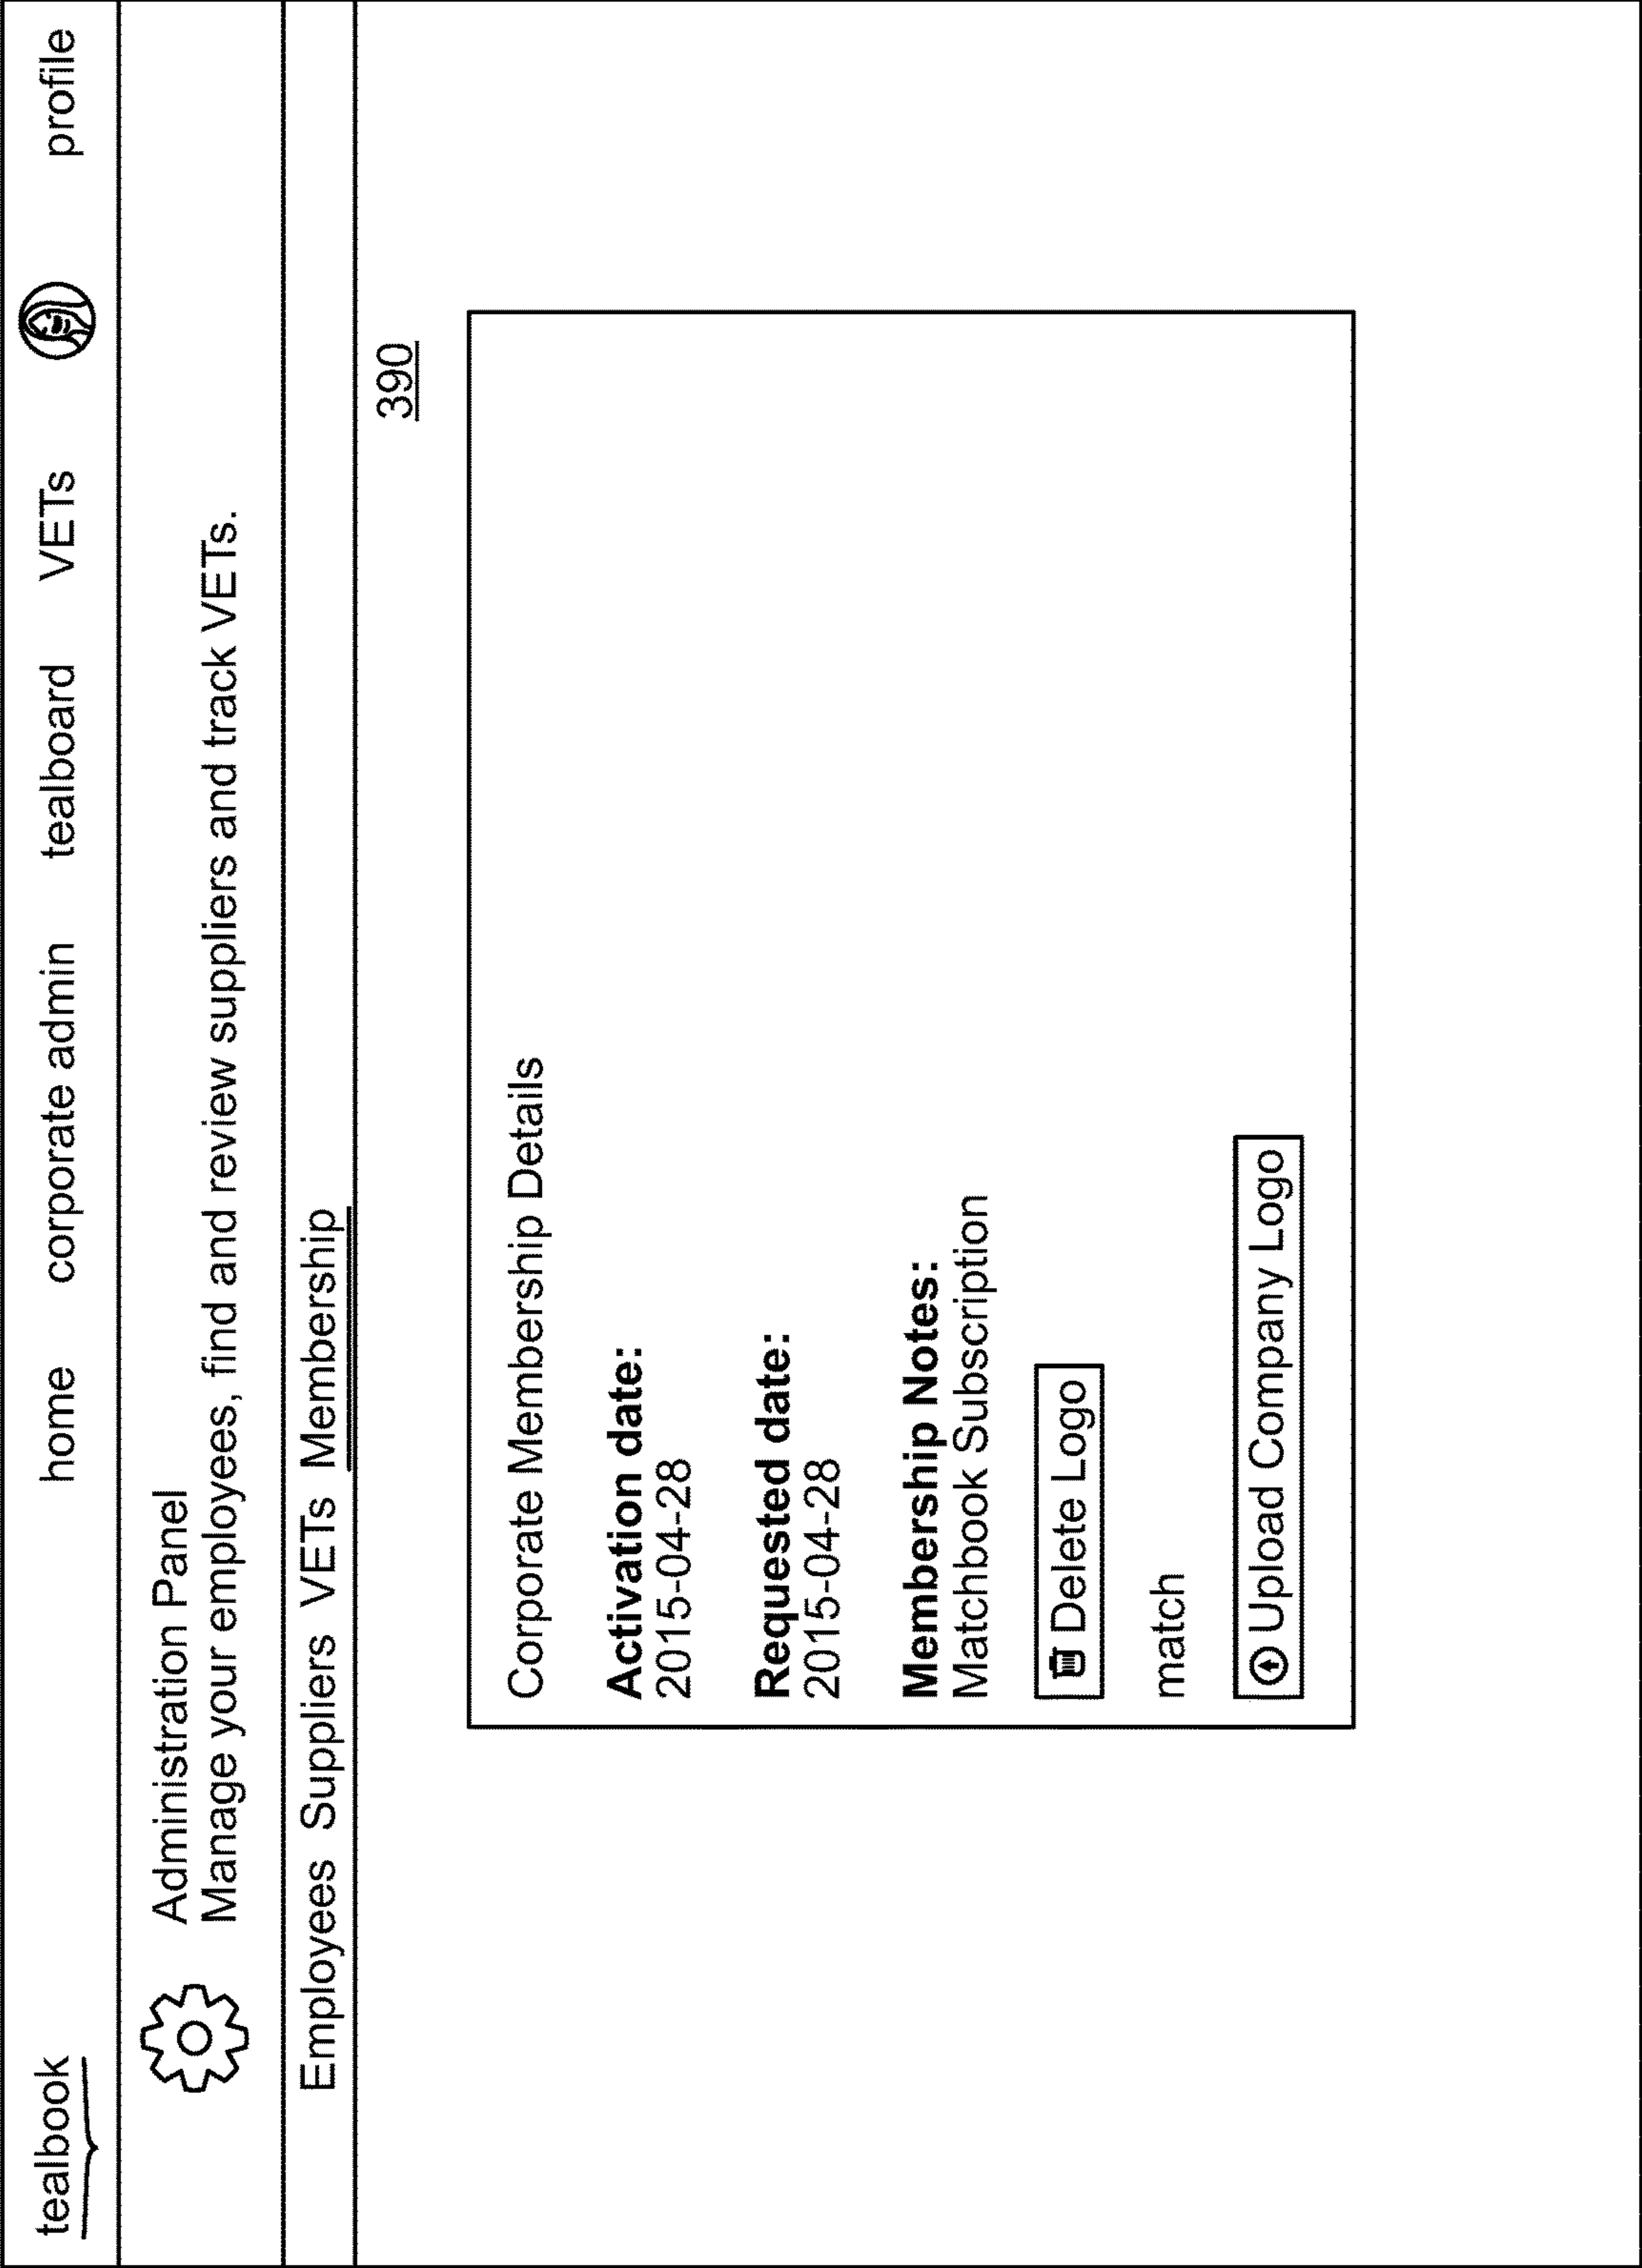 tealbook home corporate admin tealboard VETs profile
Administration Panel
Manage your employees, find and review suppliers and track VETs.
Employees Suppliers VETs Membership
390
Corporate Membership Details
Activation date:
2015-04-28
Requested date:
2015-04-28
Membership Notes:
Matchbook Subscription
Delete Logo
match
Upload Company Logo